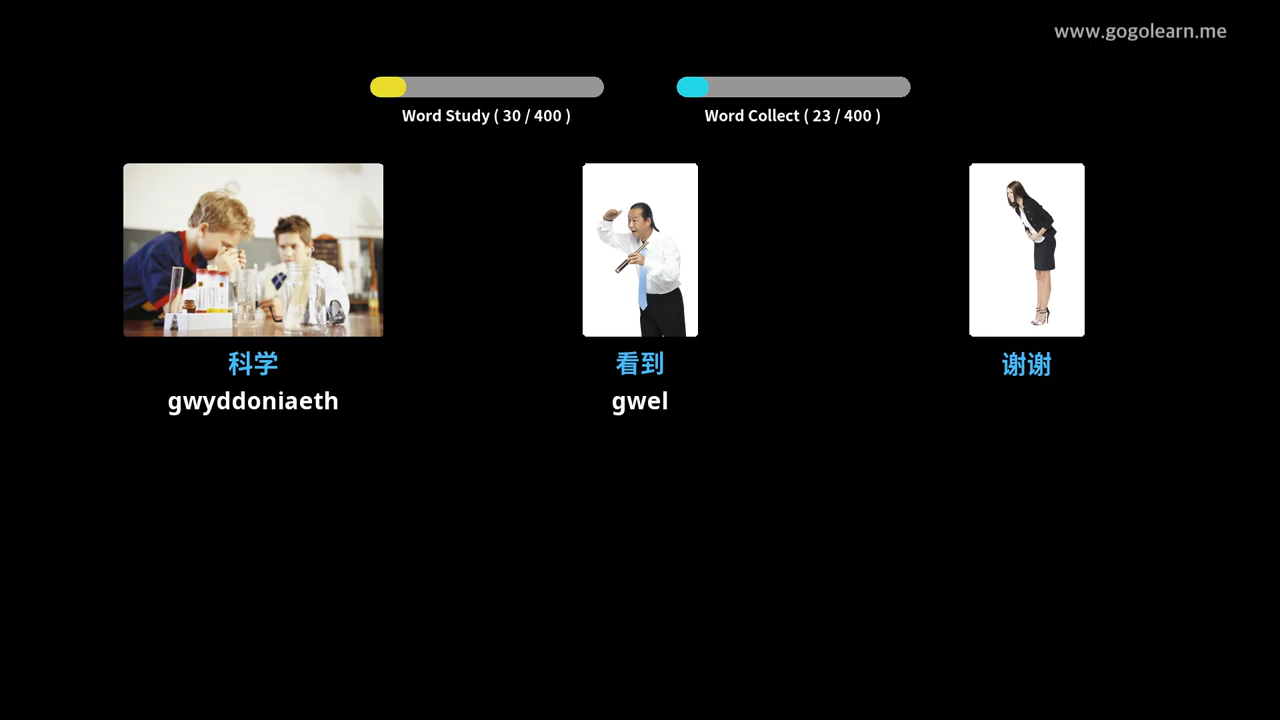 www.gogolearn.me
Word Study ( 30 / 400 )
Word Collect ( 23 / 400 )
科学
看到
谢谢
gwyddoniaeth
gwel